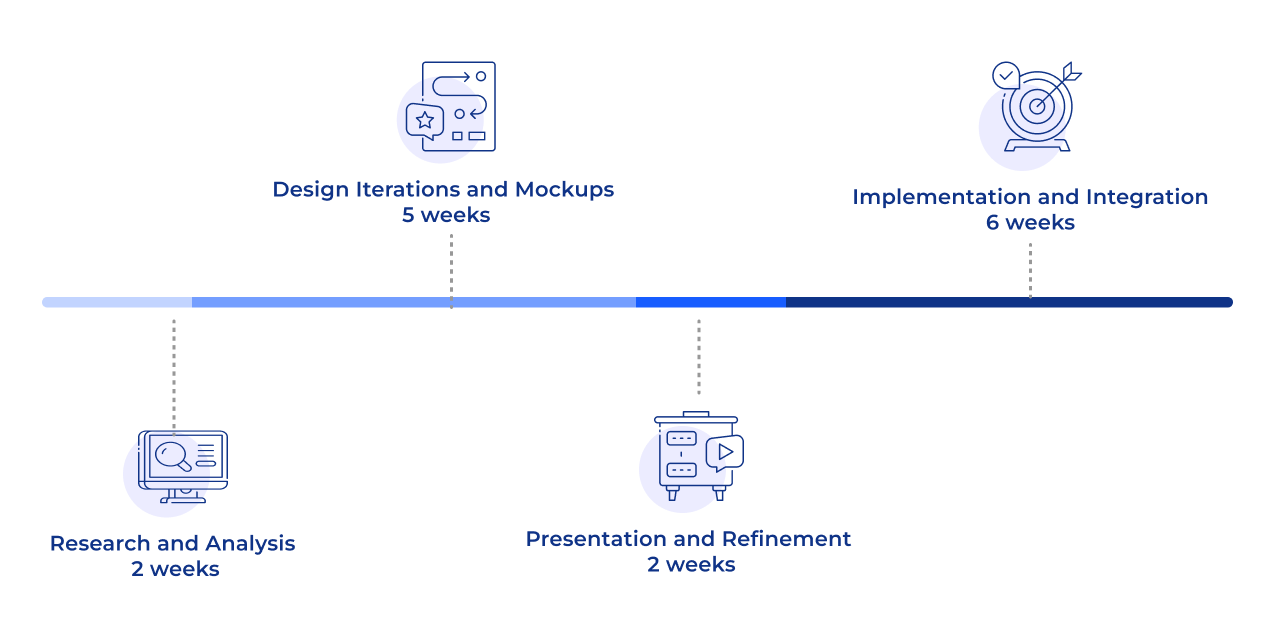 Design Iterations and Mockups
5 weeks
Implementation and Integration
6 weeks
Research and Analysis
2 weeks
Presentation and Refinement
2 weeks